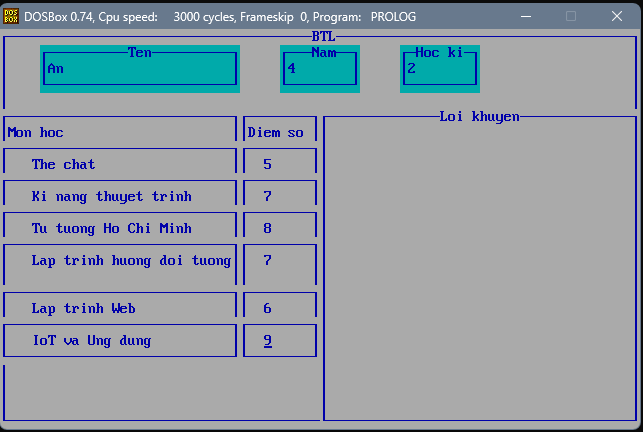 DOSBox 0.74, Cpu speed: 3000 cycles, Frameskip 0, Program: PROLOG
BTL
Ten Nam Hoc ki
An 4 2
Loi khuyen
Mon hoc Diem so
The chat 5
Ki nang thuyet trinh 7
Tu tuong Ho Chi Minh 8
Lap trinh huong doi tuong 7
Lap trinh Web 6
IoT va Ung dung 9